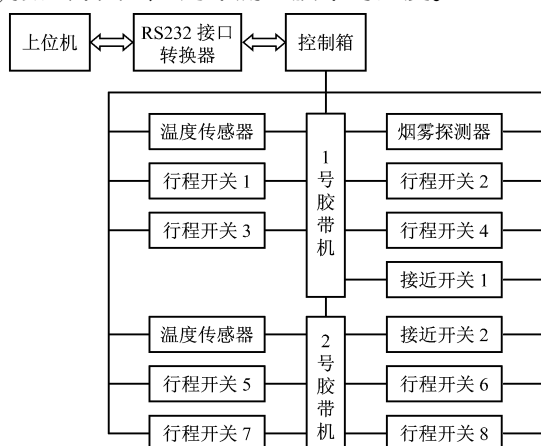 上位机
RS232 接口
转换器
控制箱
温度传感器
烟雾探测器
1号胶带机
行程开关 1
行程开关 2
行程开关 3
行程开关 4
接近开关 1
温度传感器
接近开关 2
2号胶带机
行程开关 5
行程开关 6
行程开关 7
行程开关 8